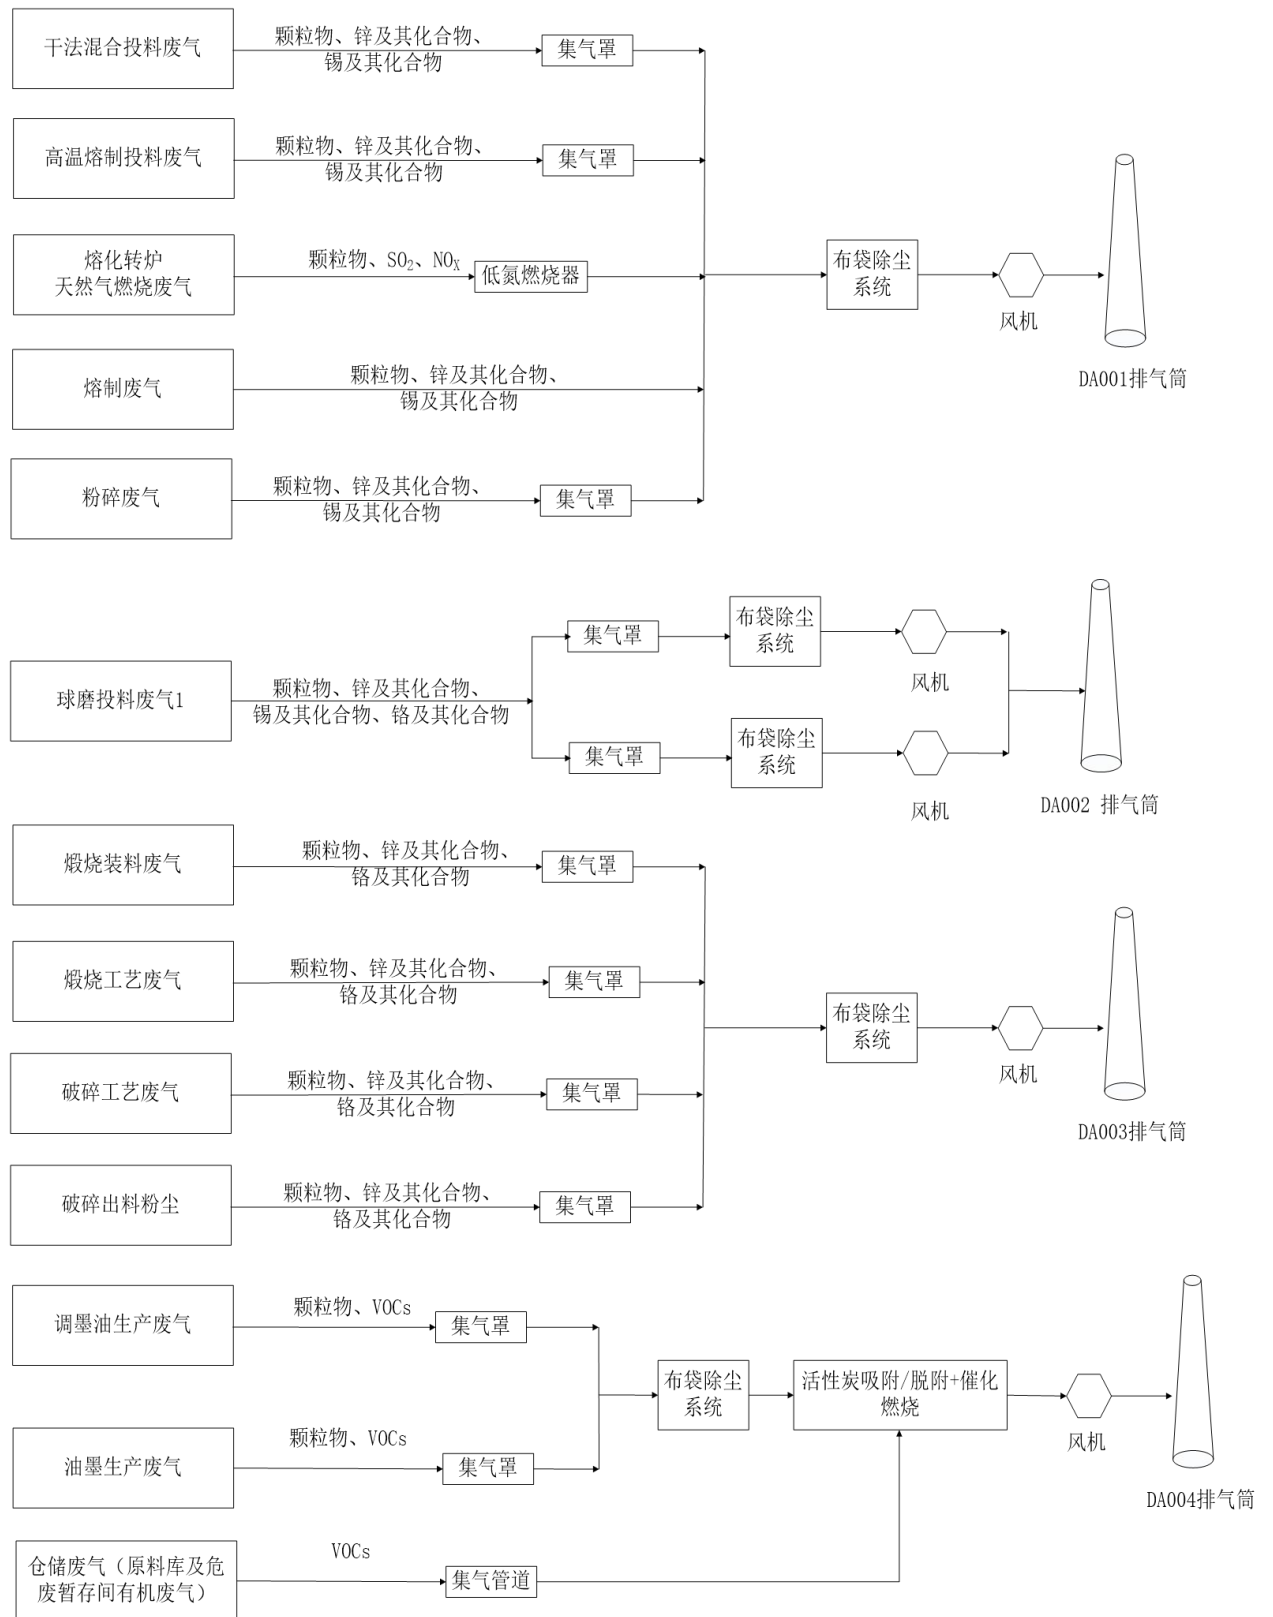 干法混合投料废气
颗粒物、锌及其化合物、
锡及其化合物
集气罩
高温熔制投料废气
颗粒物、锌及其化合物、
锡及其化合物
集气罩
熔化转炉
天然气燃烧废气
颗粒物、SO₂、NOₓ
低氮燃烧器
布袋除尘
系统
风机
DA001排气筒
熔制废气
颗粒物、锌及其化合物、
锡及其化合物
粉碎废气
颗粒物、锌及其化合物、
锡及其化合物
集气罩
球磨投料废气1
颗粒物、锌及其化合物、
锡及其化合物、铬及其化合物
集气罩
布袋除尘
系统
风机
集气罩
布袋除尘
系统
风机
DA002 排气筒
煅烧装料废气
颗粒物、锌及其化合物、
铬及其化合物
集气罩
煅烧工艺废气
颗粒物、锌及其化合物、
铬及其化合物
集气罩
布袋除尘
系统
风机
DA003排气筒
破碎工艺废气
颗粒物、锌及其化合物、
铬及其化合物
集气罩
破碎出料粉尘
颗粒物、锌及其化合物、
铬及其化合物
集气罩
调墨油生产废气
颗粒物、VOCs
集气罩
布袋除尘
系统
活性炭吸附/脱附+催化
燃烧
风机
DA004排气筒
油墨生产废气
颗粒物、VOCs
集气罩
仓储废气（原料库及危
废暂存间有机废气）
VOCs
集气管道